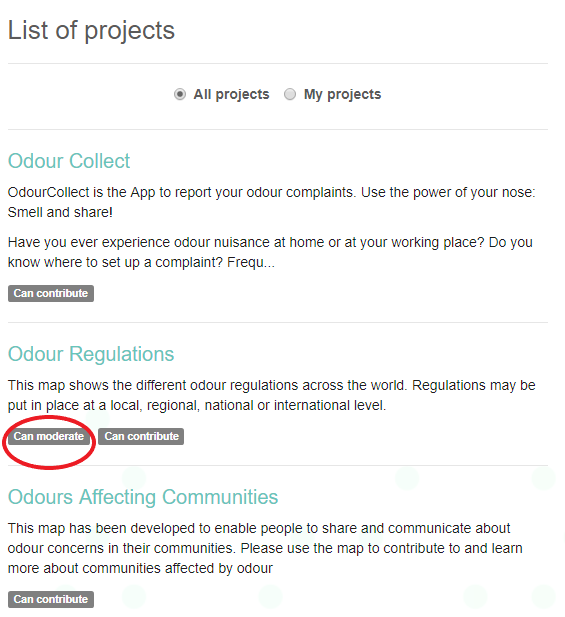 List of projects
All projects My projects
Odour Collect
OdourCollect is the App to report your odour complaints. Use the power of your nose:
Smell and share!
Have you ever experience odour nuisance at home or at your working place? Do you
know where to set up a complaint? Frequ...
Can contribute
Odour Regulations
This map shows the different odour regulations across the world. Regulations may be
put in place at a local, regional, national or international level.
Can moderate Can contribute
Odours Affecting Communities
This map has been developed to enable people to share and communicate about
odour concerns in their communities. Please use the map to contribute to and learn
more about communities affected by odour
Can contribute